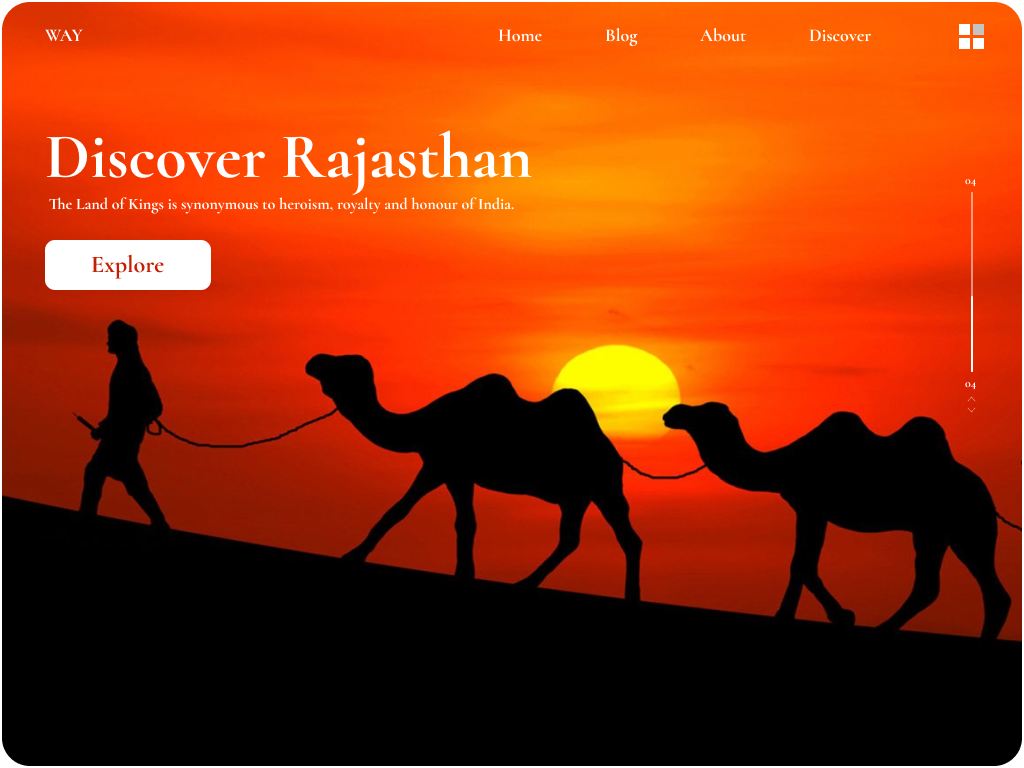 WAY
Home
Blog
About
Discover
Discover Rajasthan
The Land of Kings is synonymous to heroism, royalty and honour of India.
Explore
04
04